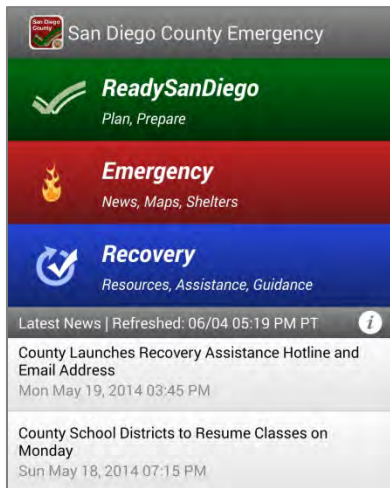 San Diego
County
San Diego County Emergency
ReadySanDiego
Plan, Prepare
Emergency
News, Maps, Shelters
Recovery
Resources, Assistance, Guidance
Latest News | Refreshed: 06/04 05:19 PM PT
i
County Launches Recovery Assistance Hotline and
Email Address
Mon May 19, 2014 03:45 PM
County School Districts to Resume Classes on
Monday
Sun May 18, 2014 07:15 PM